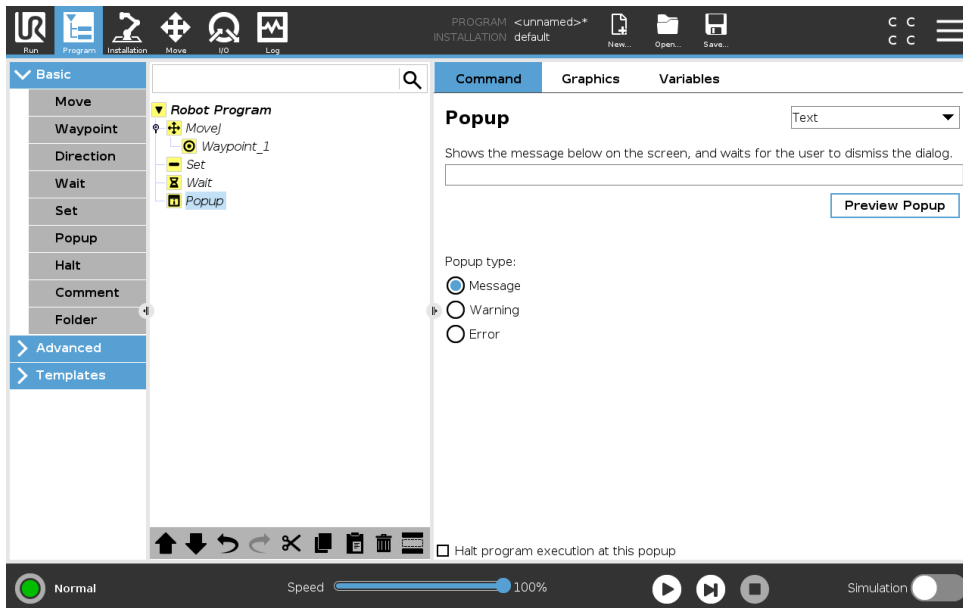 UR
Run
Program
Installation
Move
I/O
Log
PROGRAM <unnamed>*
INSTALLATION default
New...
Open...
Save...
C C
C C
Basic
Move
Waypoint
Direction
Wait
Set
Popup
Halt
Comment
Folder
Advanced
Templates
Robot Program
MoveJ
Waypoint_1
Set
Wait
Popup
Command Graphics Variables
Popup
Text
Shows the message below on the screen, and waits for the user to dismiss the dialog.
Preview Popup
Popup type:
Message
Warning
Error
Halt program execution at this popup
Normal
Speed 100%
Simulation